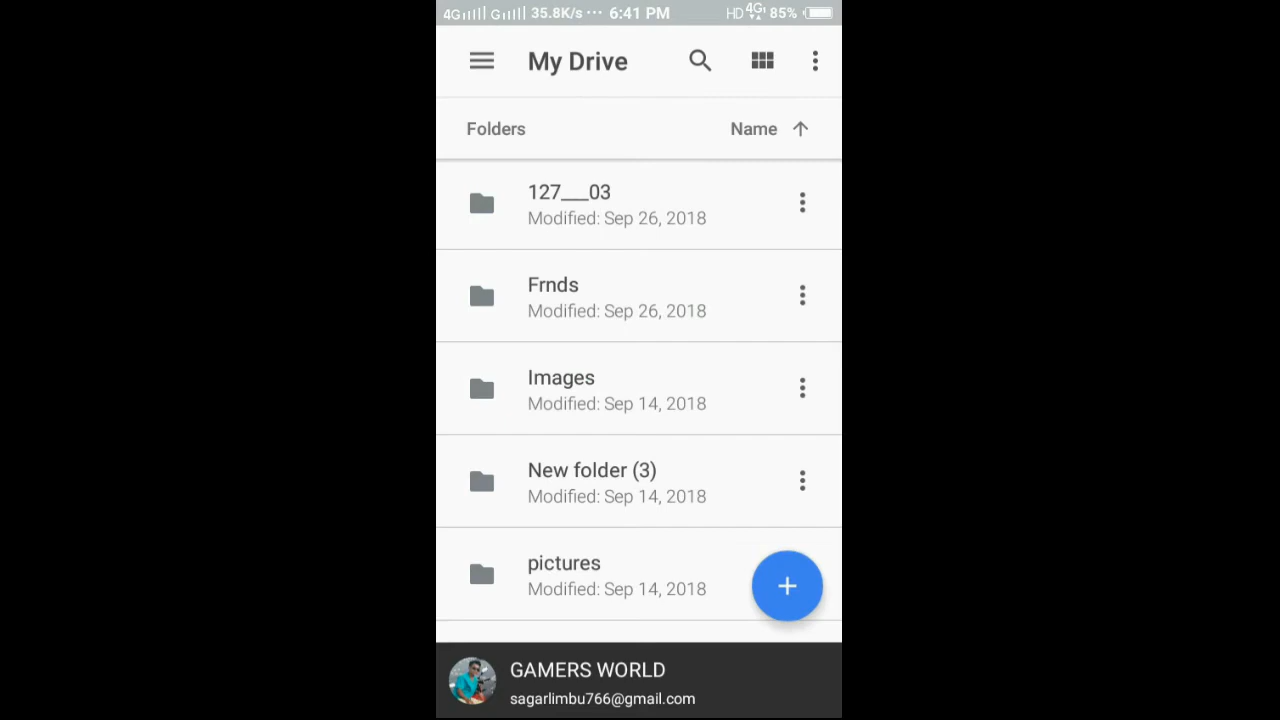 4G G 35.8K/s ··· 6:41 PM HD 4G 85%
My Drive
Folders Name ↑
127___03
Modified: Sep 26, 2018
Frnds
Modified: Sep 26, 2018
Images
Modified: Sep 14, 2018
New folder (3)
Modified: Sep 14, 2018
pictures
Modified: Sep 14, 2018
GAMERS WORLD
sagarlimbu766@gmail.com